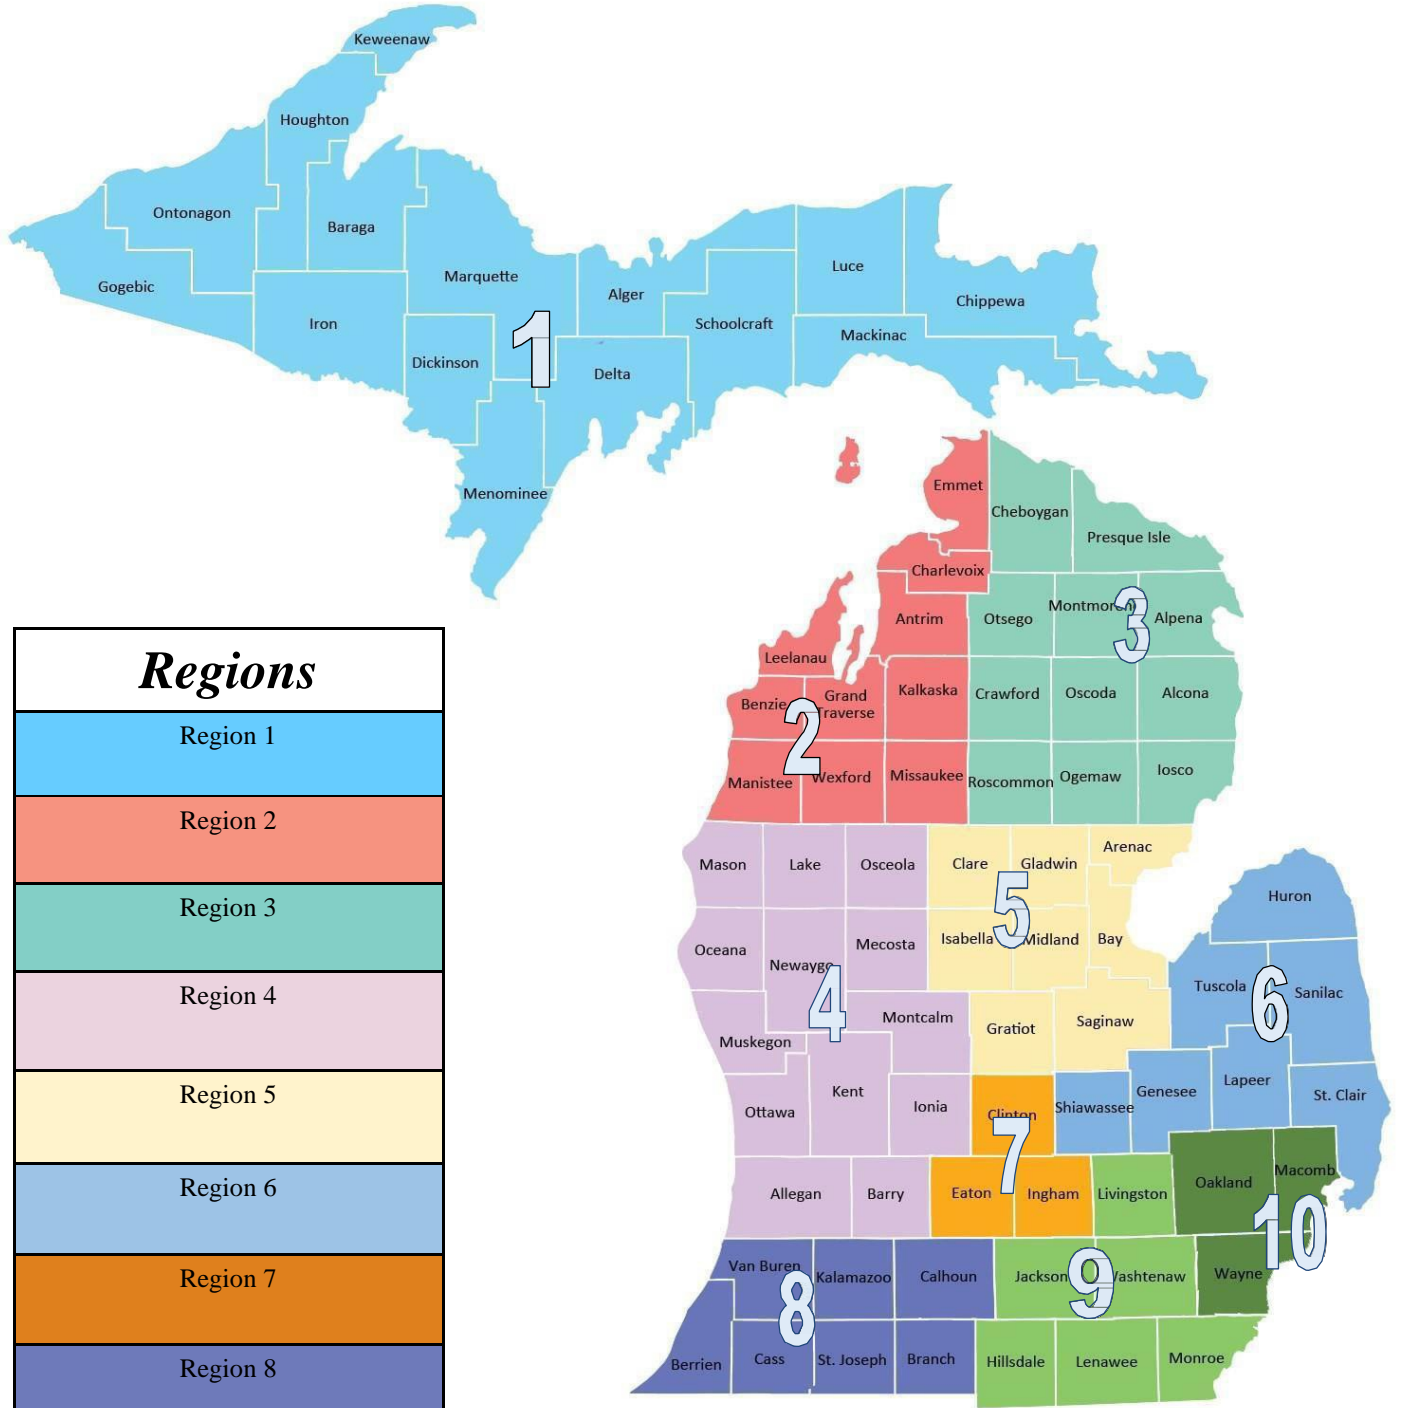 Keweenaw
Houghton
Ontonagon
Baraga
Gogebic
Marquette
Iron
Dickinson
1
Alger
Delta
Schoolcraft
Luce
Mackinac
Chippewa
Menominee
Emmet
Cheboygan
Presque Isle
Charlevoix
Antrim
Otsego
Alpena
3
Leelanau
Benzie
Grand
Traverse
Kalkaska
Crawford
Oscoda
Alcona
2
Manistee
Wexford
Missaukee
Roscommon
Ogemaw
Iosco
Mason
Lake
Osceola
Clare
Gladwin
Arenac
5
Oceana
Newaygo
Mecosta
Isabella
Midland
Bay
Huron
Tuscola
6
Sanilac
4
Muskegon
Montcalm
Gratiot
Saginaw
Ottawa
Kent
Ionia
Clinton
Shiawassee
Genesee
Lapeer
St. Clair
7
Allegan
Barry
Eaton
Ingham
Livingston
Oakland
Macomb
10
Van Buren
Kalamazoo
Calhoun
Jackson
9
Washtenaw
Wayne
8
Berrien
Cass
St. Joseph
Branch
Hillsdale
Lenawee
Monroe
Regions
Region 1
Region 2
Region 3
Region 4
Region 5
Region 6
Region 7
Region 8